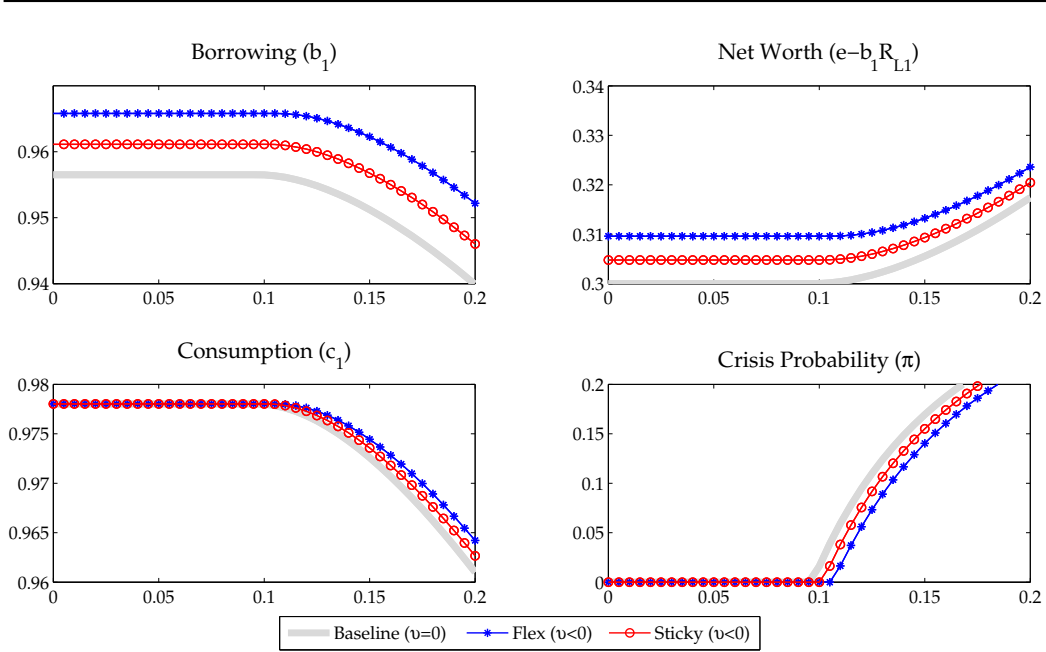 Borrowing (b₁)
0.96
0.95
0.94
0 0.05 0.1 0.15 0.2
Net Worth (e−b₁R_L1)
0.34
0.33
0.32
0.31
0.3
0 0.05 0.1 0.15 0.2
Consumption (c₁)
0.98
0.975
0.97
0.965
0.96
0 0.05 0.1 0.15 0.2
Crisis Probability (π)
0.2
0.15
0.1
0.05
0
0 0.05 0.1 0.15 0.2
Baseline (υ=0) Flex (υ<0) Sticky (υ<0)